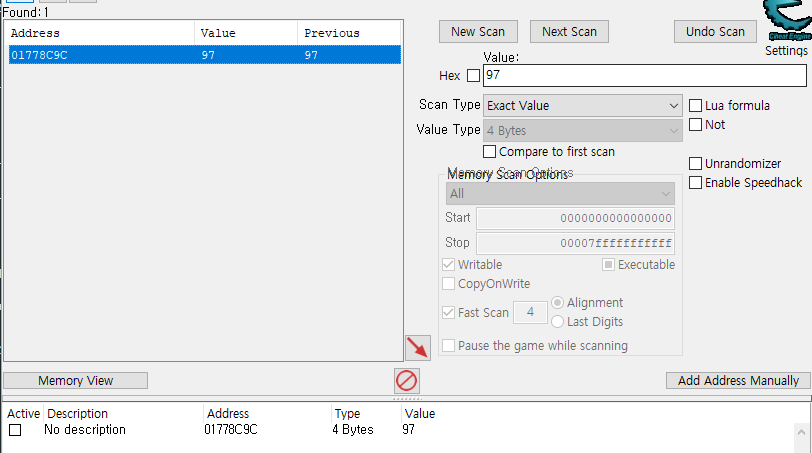 Found:1
Address Value Previous
01778C9C 97 97
New Scan Next Scan Undo Scan
Cheat Engine
Settings
Value:
Hex 97
Scan Type Exact Value Lua formula
Not
Value Type 4 Bytes
Compare to first scan
Unrandomizer
Enable Speedhack
Memory Scan Options
All
Start 0000000000000000
Stop 00007fffffffffff
Writable Executable
CopyOnWrite
Fast Scan 4 Alignment
Last Digits
Pause the game while scanning
Memory View Add Address Manually
Active Description Address Type Value
No description 01778C9C 4 Bytes 97